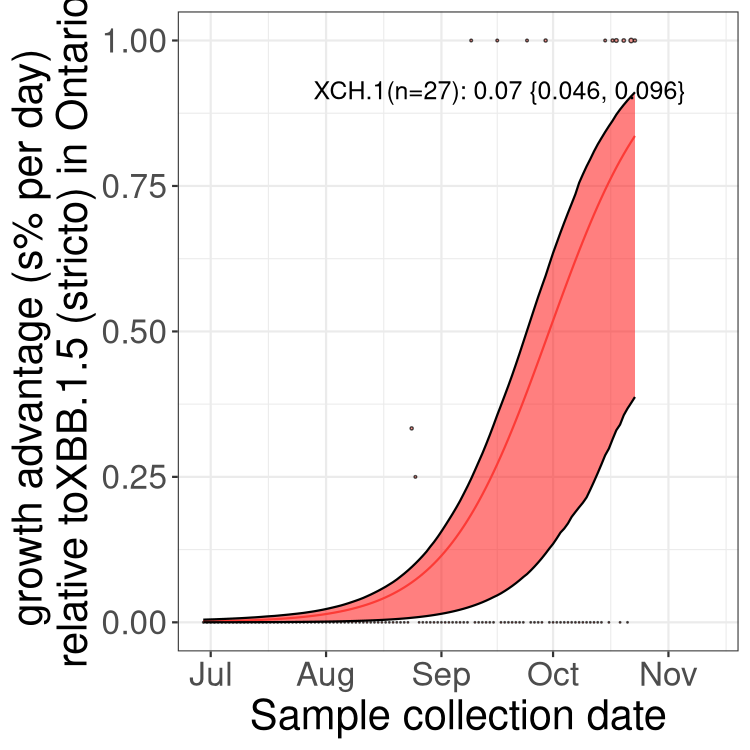 growth advantage (s% per day)
relative toXBB.1.5 (stricto) in Ontario
1.00
0.75
0.50
0.25
0.00
XCH.1(n=27): 0.07 {0.046, 0.096}
Jul Aug Sep Oct Nov
Sample collection date